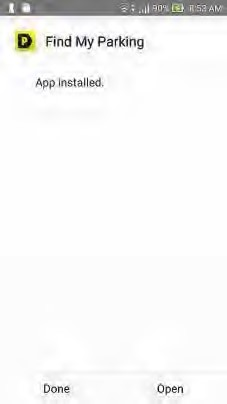 90% 8:53 AM
P Find My Parking
App installed.
Done Open